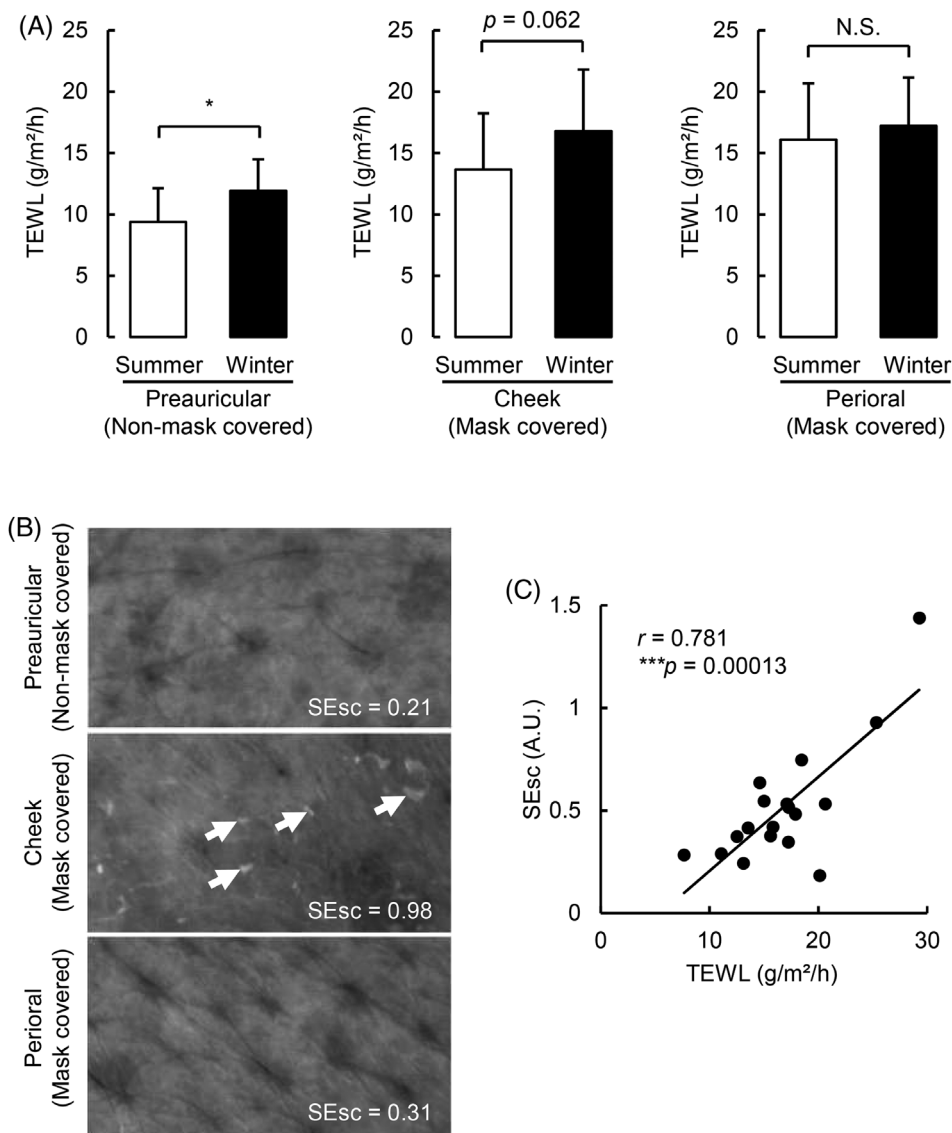 (A)
TEWL (g/m²/h)
25
20
15
10
5
0
*
Summer Winter
Preauricular
(Non-mask covered)
TEWL (g/m²/h)
25
20
15
10
5
0
p = 0.062
Summer Winter
Cheek
(Mask covered)
TEWL (g/m²/h)
25
20
15
10
5
0
N.S.
Summer Winter
Perioral
(Mask covered)
(B)
Preauricular
(Non-mask covered)
SEsc = 0.21
Cheek
(Mask covered)
SEsc = 0.98
Perioral
(Mask covered)
SEsc = 0.31
(C)
SEsc (A.U.)
1.5
1
0.5
0
r = 0.781
***p = 0.00013
0 10 20 30
TEWL (g/m²/h)